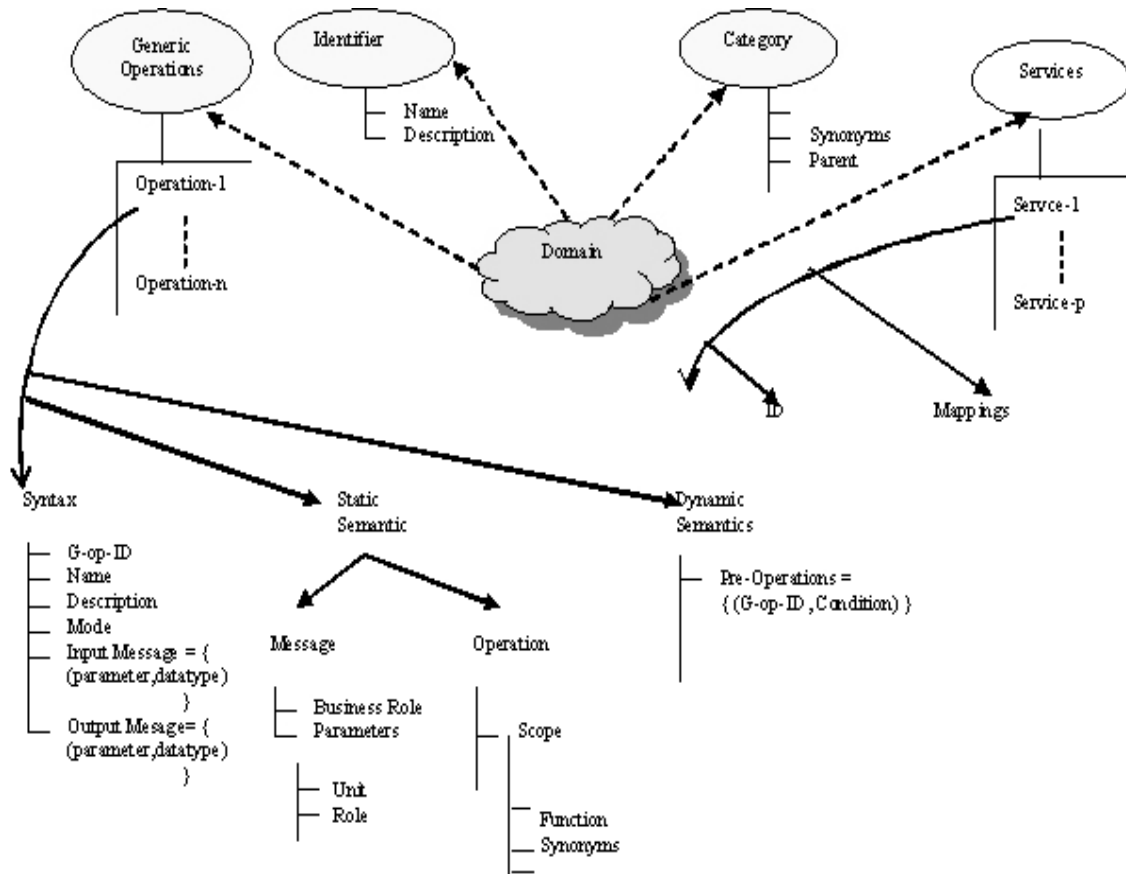 Generic
Operations
Identifier
Category
Services
Name
Description
Synonyms
Parent
Operation-1
Operation-n
Domain
Servce-1
Service-p
ID
Mappings
Syntax
Static
Semantic
Dynamic
Semantics
G-op-ID
Name
Description
Mode
Input Message = {
(parameter,datatype)
}
Output Mesage= {
(parameter,datatype)
}
Pre-Operations =
{ (G-op-ID , Condition) }
Message
Operation
Business Role
Parameters
Unit
Role
Scope
Function
Synonyms